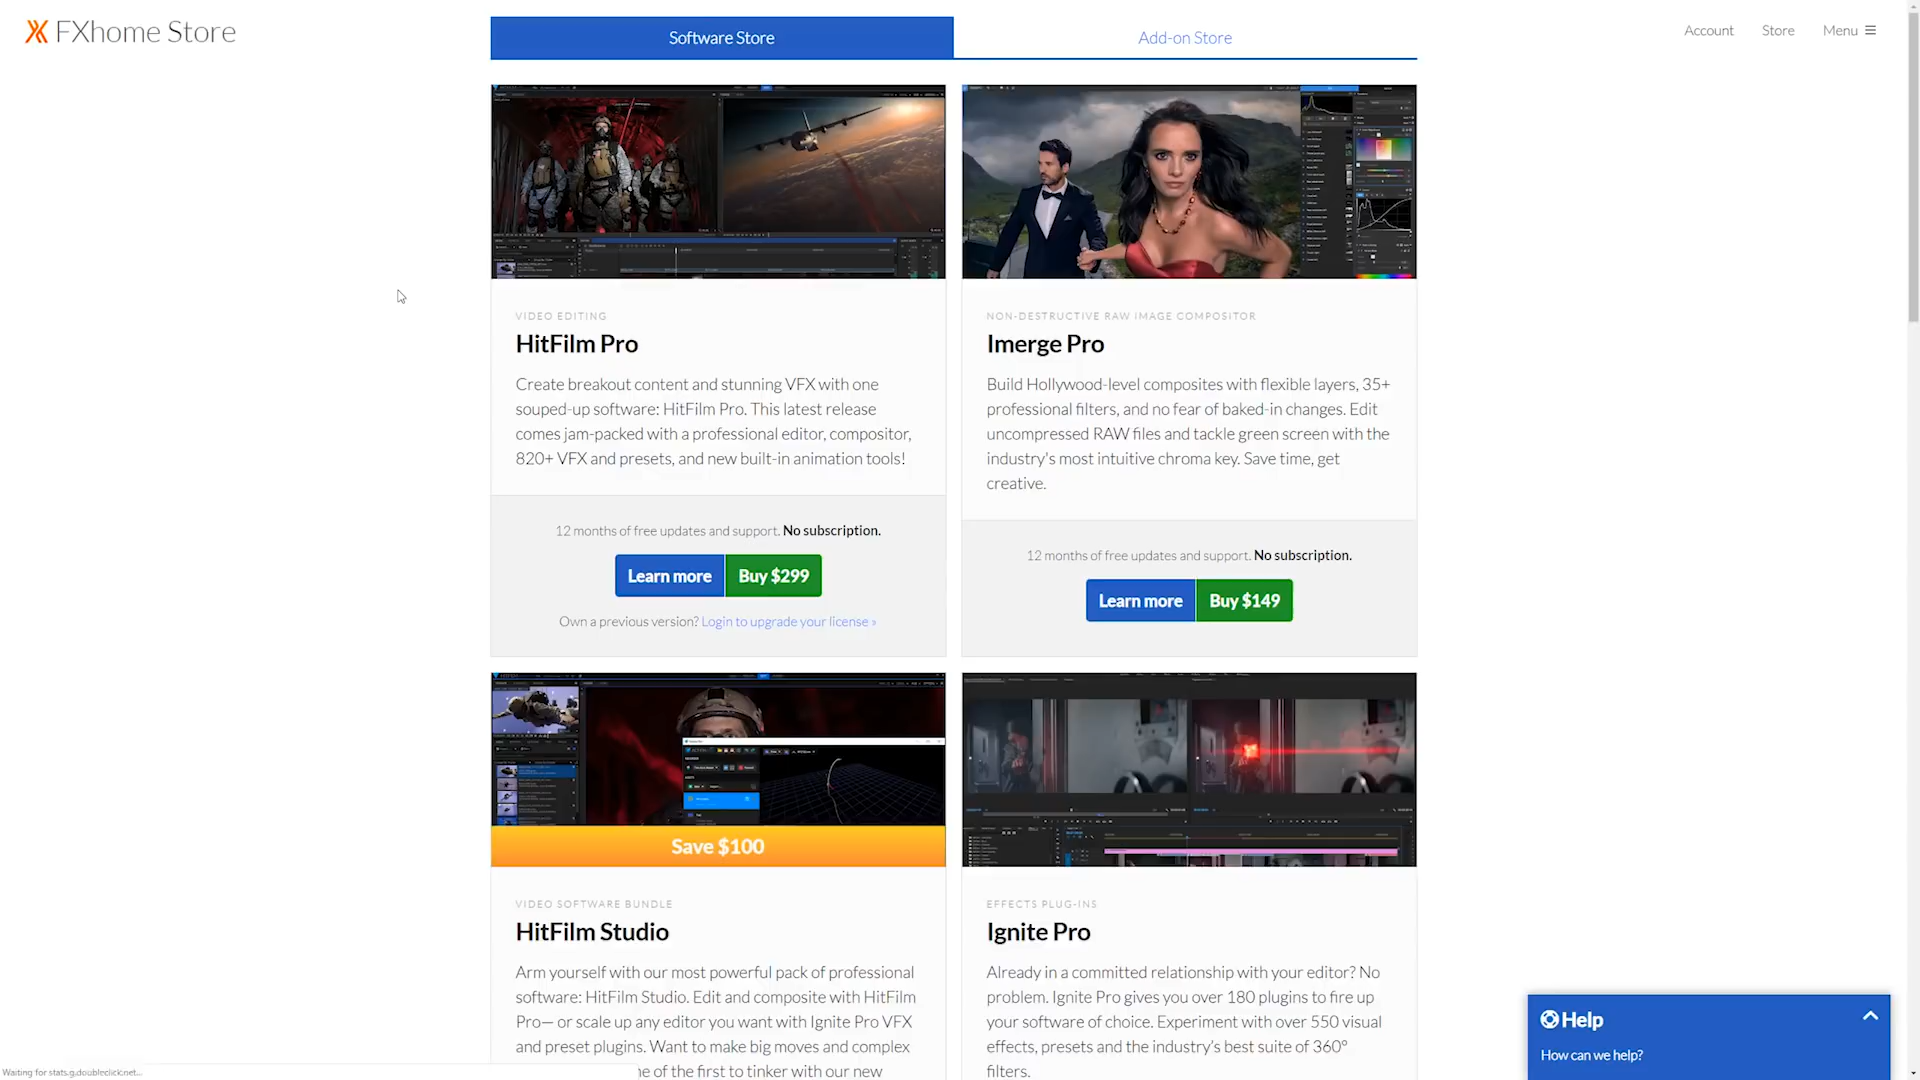 FXhome Store
Software Store
Add-on Store
Account
Store
Menu
VIDEO EDITING
HitFilm Pro
Create breakout content and stunning VFX with one
souped-up software: HitFilm Pro. This latest release
comes jam-packed with a professional editor, compositor,
820+ VFX and presets, and new built-in animation tools!
12 months of free updates and support. No subscription.
Learn more
Buy $299
Own a previous version? Login to upgrade your license »
NON-DESTRUCTIVE RAW IMAGE COMPOSITOR
Imerge Pro
Build Hollywood-level composites with flexible layers, 35+
professional filters, and no fear of baked-in changes. Edit
uncompressed RAW files and tackle green screen with the
industry's most intuitive chroma key. Save time, get
creative.
12 months of free updates and support. No subscription.
Learn more
Buy $149
Save $100
VIDEO SOFTWARE BUNDLE
HitFilm Studio
Arm yourself with our most powerful pack of professional
software: HitFilm Studio. Edit and composite with HitFilm
Pro— or scale up any editor you want with Ignite Pro VFX
and preset plugins. Want to make big moves and complex
ne of the first to tinker with our new
EFFECTS PLUG-INS
Ignite Pro
Already in a committed relationship with your editor? No
problem. Ignite Pro gives you over 180 plugins to fire up
your software of choice. Experiment with over 550 visual
effects, presets and the industry's best suite of 360°
filters.
Help
How can we help?
Waiting for stats.g.doubleclick.net...